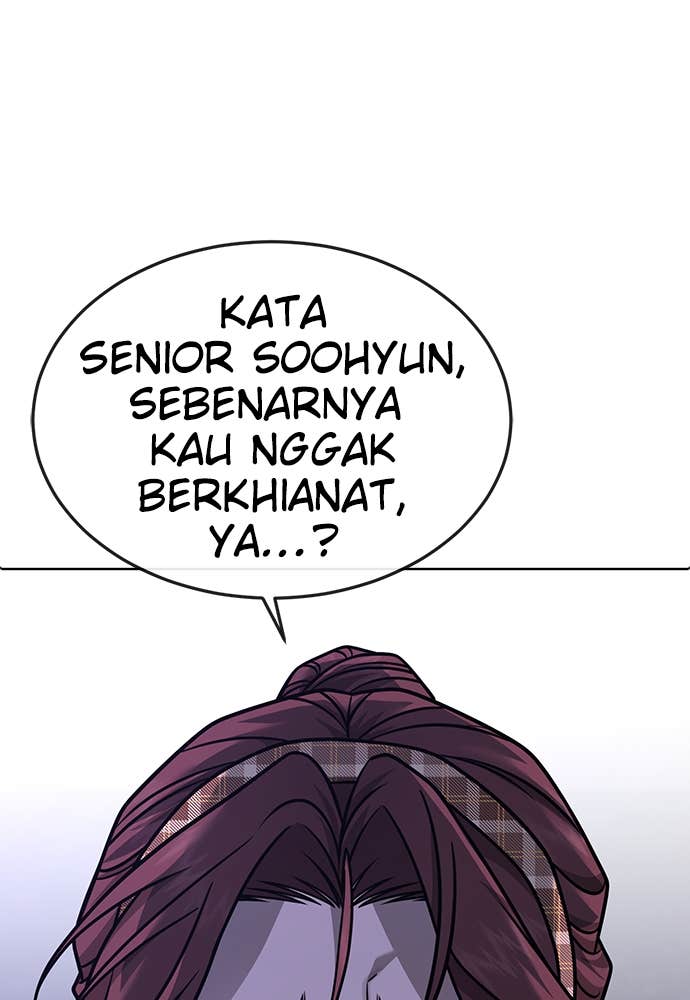 KATA
SENIOR SOOHYUN,
SEBENARNYA
KAU NGGAK
BERKHIANAT,
YA...?